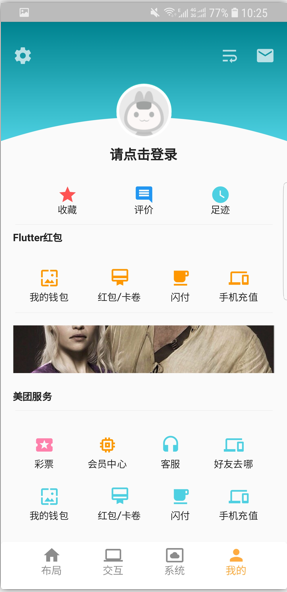 77% 10:25
请点击登录
收藏 评价 足迹
Flutter红包
我的钱包 红包/卡卷 闪付 手机充值
美团服务
彩票 会员中心 客服 好友去哪
我的钱包 红包/卡卷 闪付 手机充值
布局 交互 系统 我的